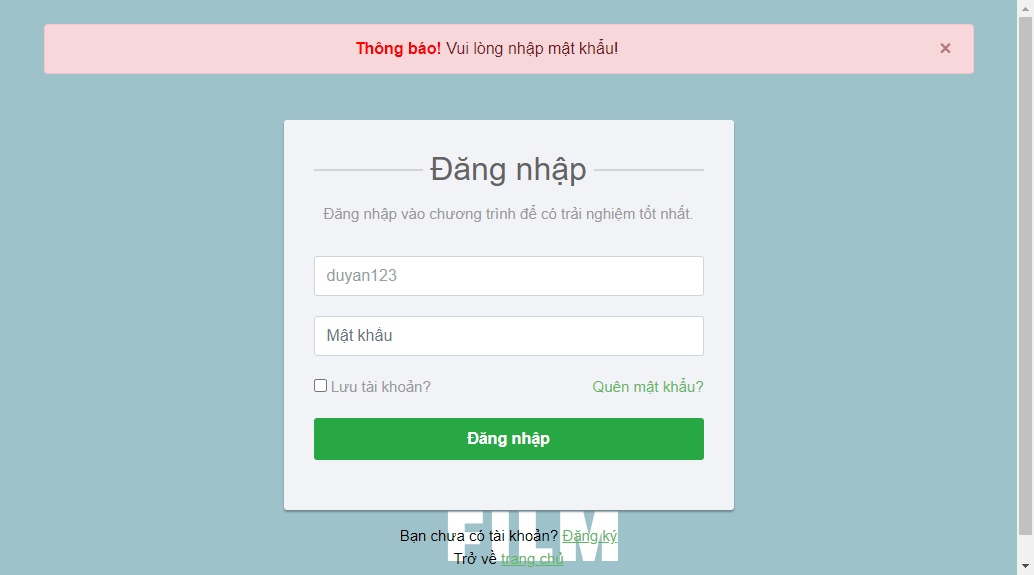 Thông báo! Vui lòng nhập mật khẩu!
×
Đăng nhập
Đăng nhập vào chương trình để có trải nghiệm tốt nhất.
duyan123
Mật khẩu
Lưu tài khoản? Quên mật khẩu?
Đăng nhập
FILM
Bạn chưa có tài khoản? Đăng ký
Trở về trang chủ